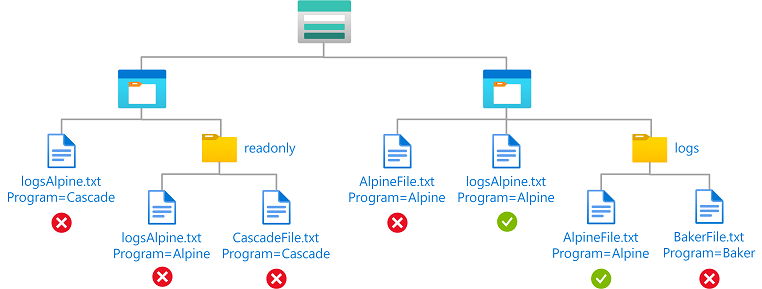 readonly
logs
logsAlpine.txt
Program=Cascade
AlpineFile.txt
Program=Alpine
logsAlpine.txt
Program=Alpine
logsAlpine.txt
Program=Alpine
CascadeFile.txt
Program=Cascade
AlpineFile.txt
Program=Alpine
BakerFile.txt
Program=Baker